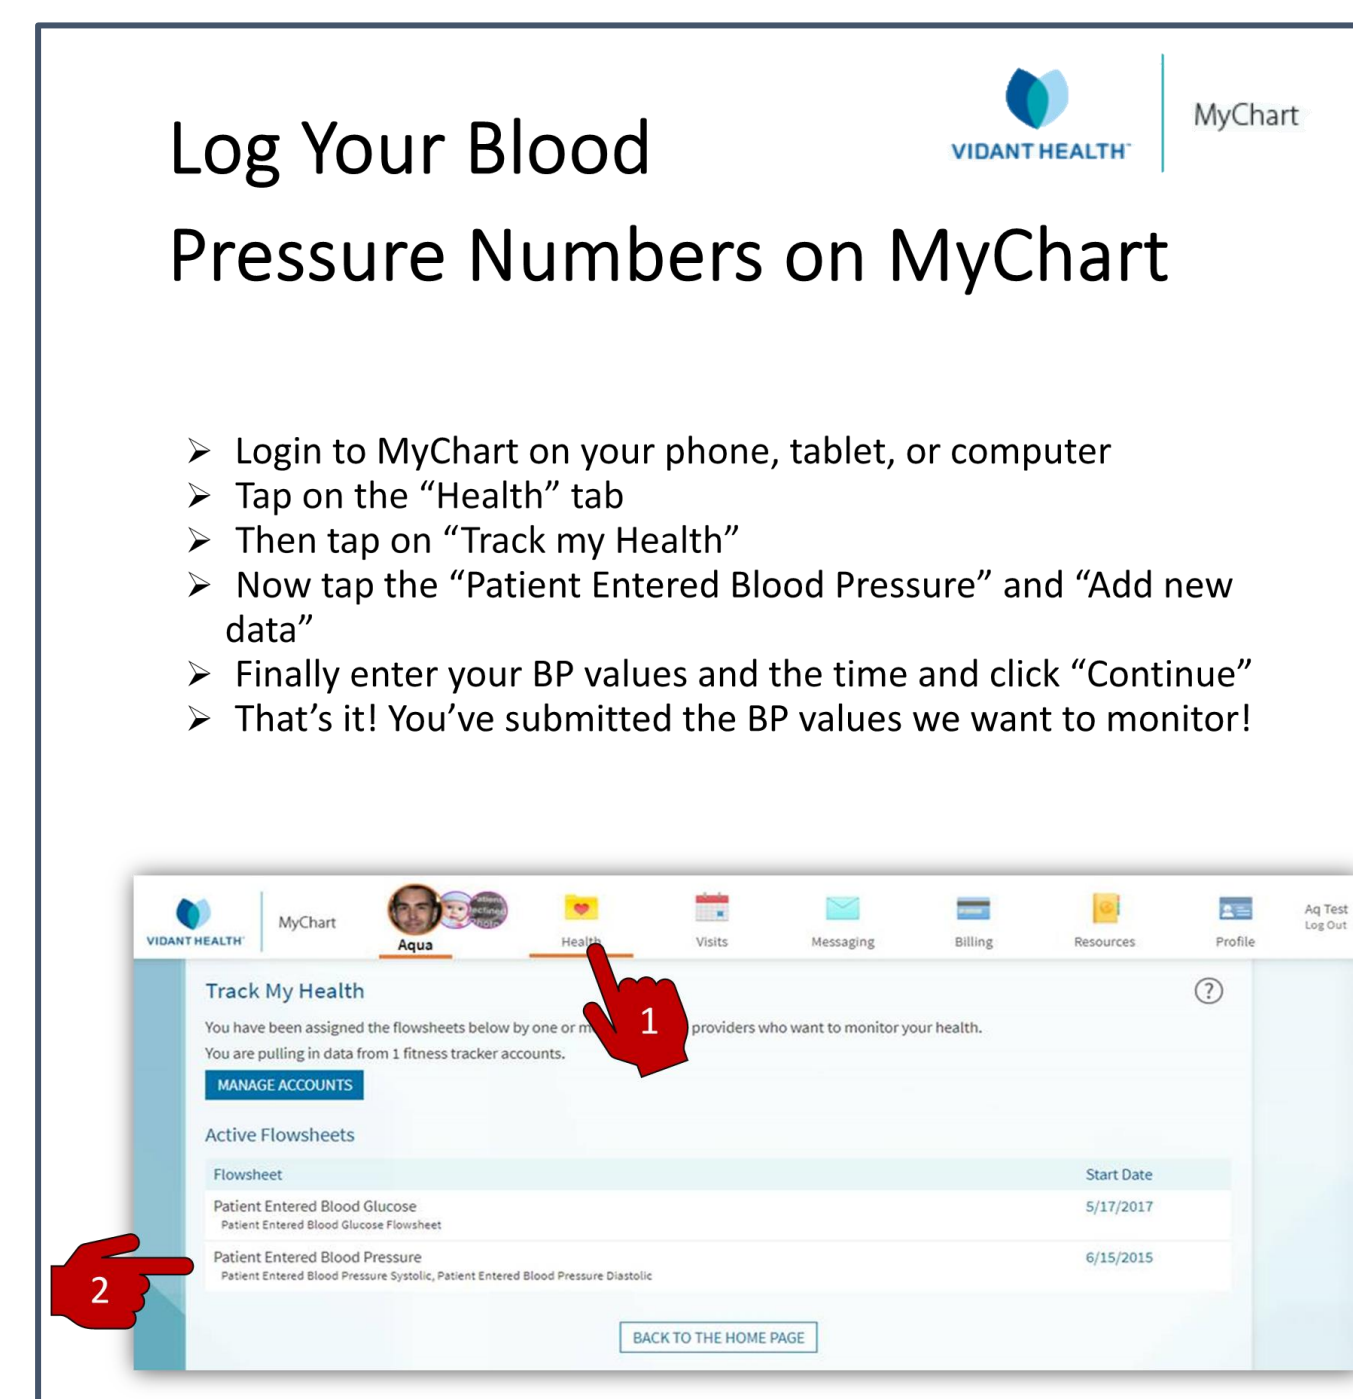 Log Your Blood
Pressure Numbers on MyChart
VIDANT HEALTH™
MyChart
➢ Login to MyChart on your phone, tablet, or computer
➢ Tap on the “Health” tab
➢ Then tap on “Track my Health”
➢ Now tap the “Patient Entered Blood Pressure” and “Add new
data”
➢ Finally enter your BP values and the time and click “Continue”
➢ That’s it! You’ve submitted the BP values we want to monitor!
VIDANT HEALTH™
MyChart
Aqua
Health
Visits
Messaging
Billing
Resources
Profile
Aq Test
Log Out
Track My Health
?
You have been assigned the flowsheets below by one or providers who want to monitor your health.
1
You are pulling in data from 1 fitness tracker accounts.
MANAGE ACCOUNTS
Active Flowsheets
Flowsheet Start Date
Patient Entered Blood Glucose 5/17/2017
Patient Entered Blood Glucose Flowsheet
Patient Entered Blood Pressure 6/15/2015
Patient Entered Blood Pressure Systolic, Patient Entered Blood Pressure Diastolic
2
BACK TO THE HOME PAGE